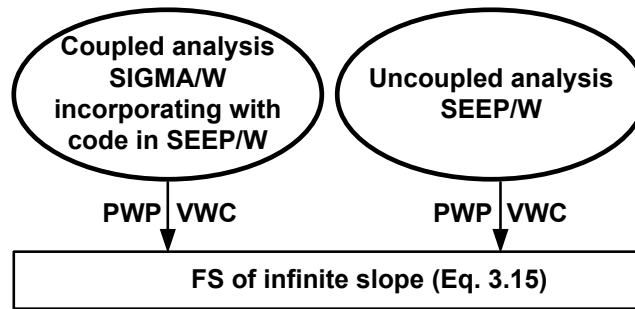 Coupled analysis
SIGMA/W
incorporating with
code in SEEP/W
Uncoupled analysis
SEEP/W
PWP VWC
PWP VWC
FS of infinite slope (Eq. 3.15)